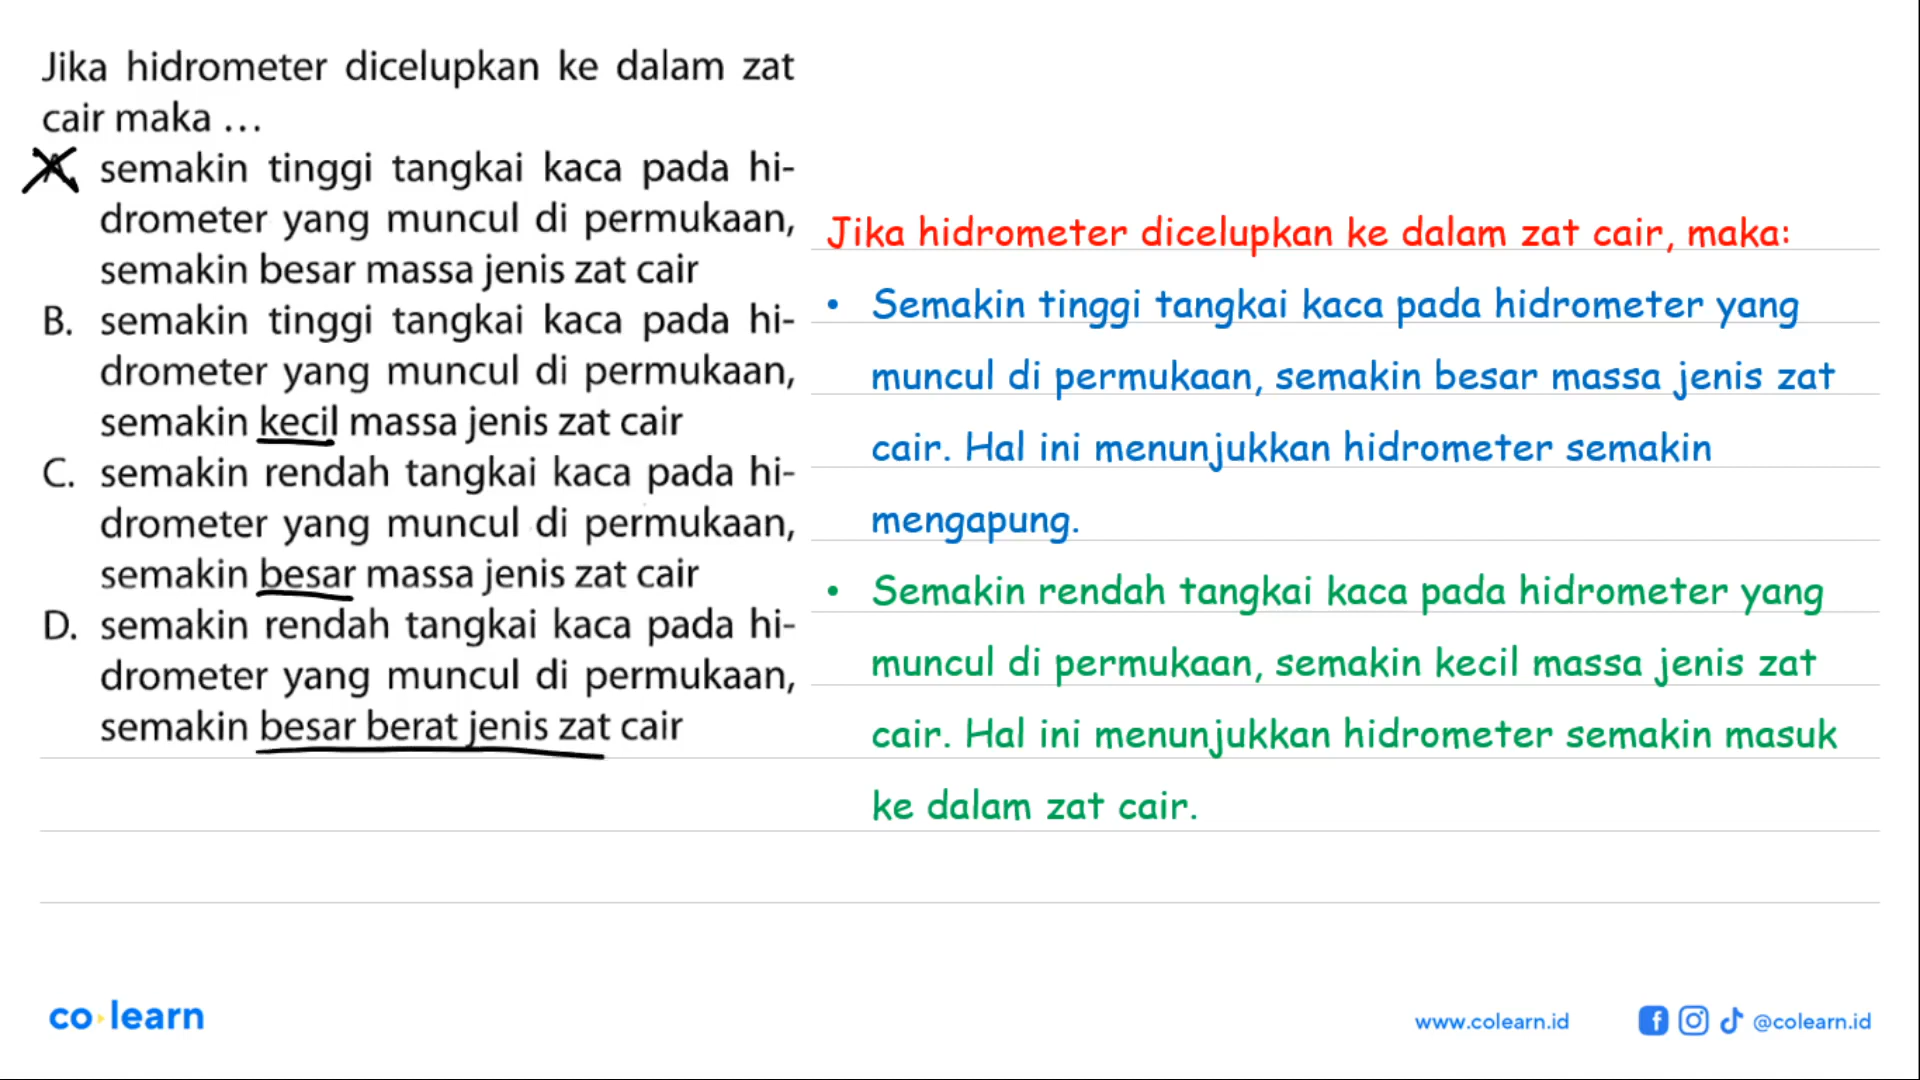 Jika hidrometer dicelupkan ke dalam zat
cair maka ...
A. semakin tinggi tangkai kaca pada hi-
drometer yang muncul di permukaan,
semakin besar massa jenis zat cair
B. semakin tinggi tangkai kaca pada hi-
drometer yang muncul di permukaan,
semakin kecil massa jenis zat cair
C. semakin rendah tangkai kaca pada hi-
drometer yang muncul di permukaan,
semakin besar massa jenis zat cair
D. semakin rendah tangkai kaca pada hi-
drometer yang muncul di permukaan,
semakin besar berat jenis zat cair
Jika hidrometer dicelupkan ke dalam zat cair, maka:
• Semakin tinggi tangkai kaca pada hidrometer yang
muncul di permukaan, semakin besar massa jenis zat
cair. Hal ini menunjukkan hidrometer semakin
mengapung.
• Semakin rendah tangkai kaca pada hidrometer yang
muncul di permukaan, semakin kecil massa jenis zat
cair. Hal ini menunjukkan hidrometer semakin masuk
ke dalam zat cair.
co learn
www.colearn.id
@colearn.id